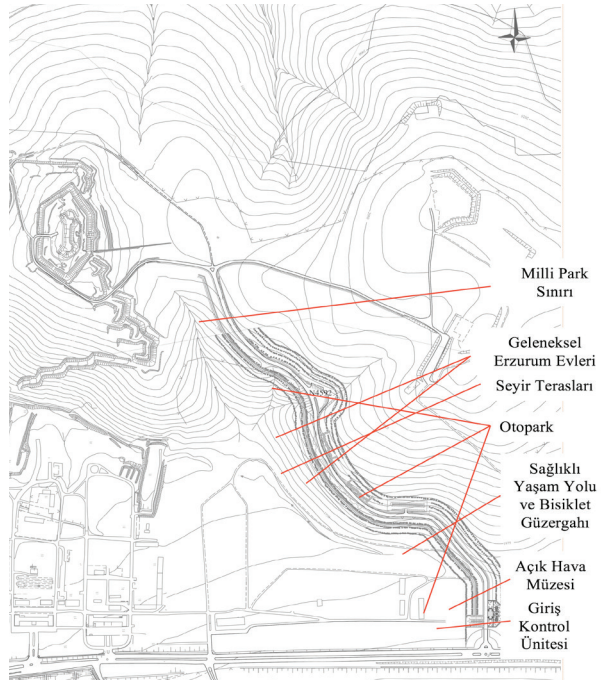 Milli Park
Sınırı
Geleneksel
Erzurum Evleri
Seyir Terasları
N4592
Otopark
Sağlıklı
Yaşam Yolu
ve Bisiklet
Güzergahı
Açık Hava
Müzesi
Giriş
Kontrol
Ünitesi